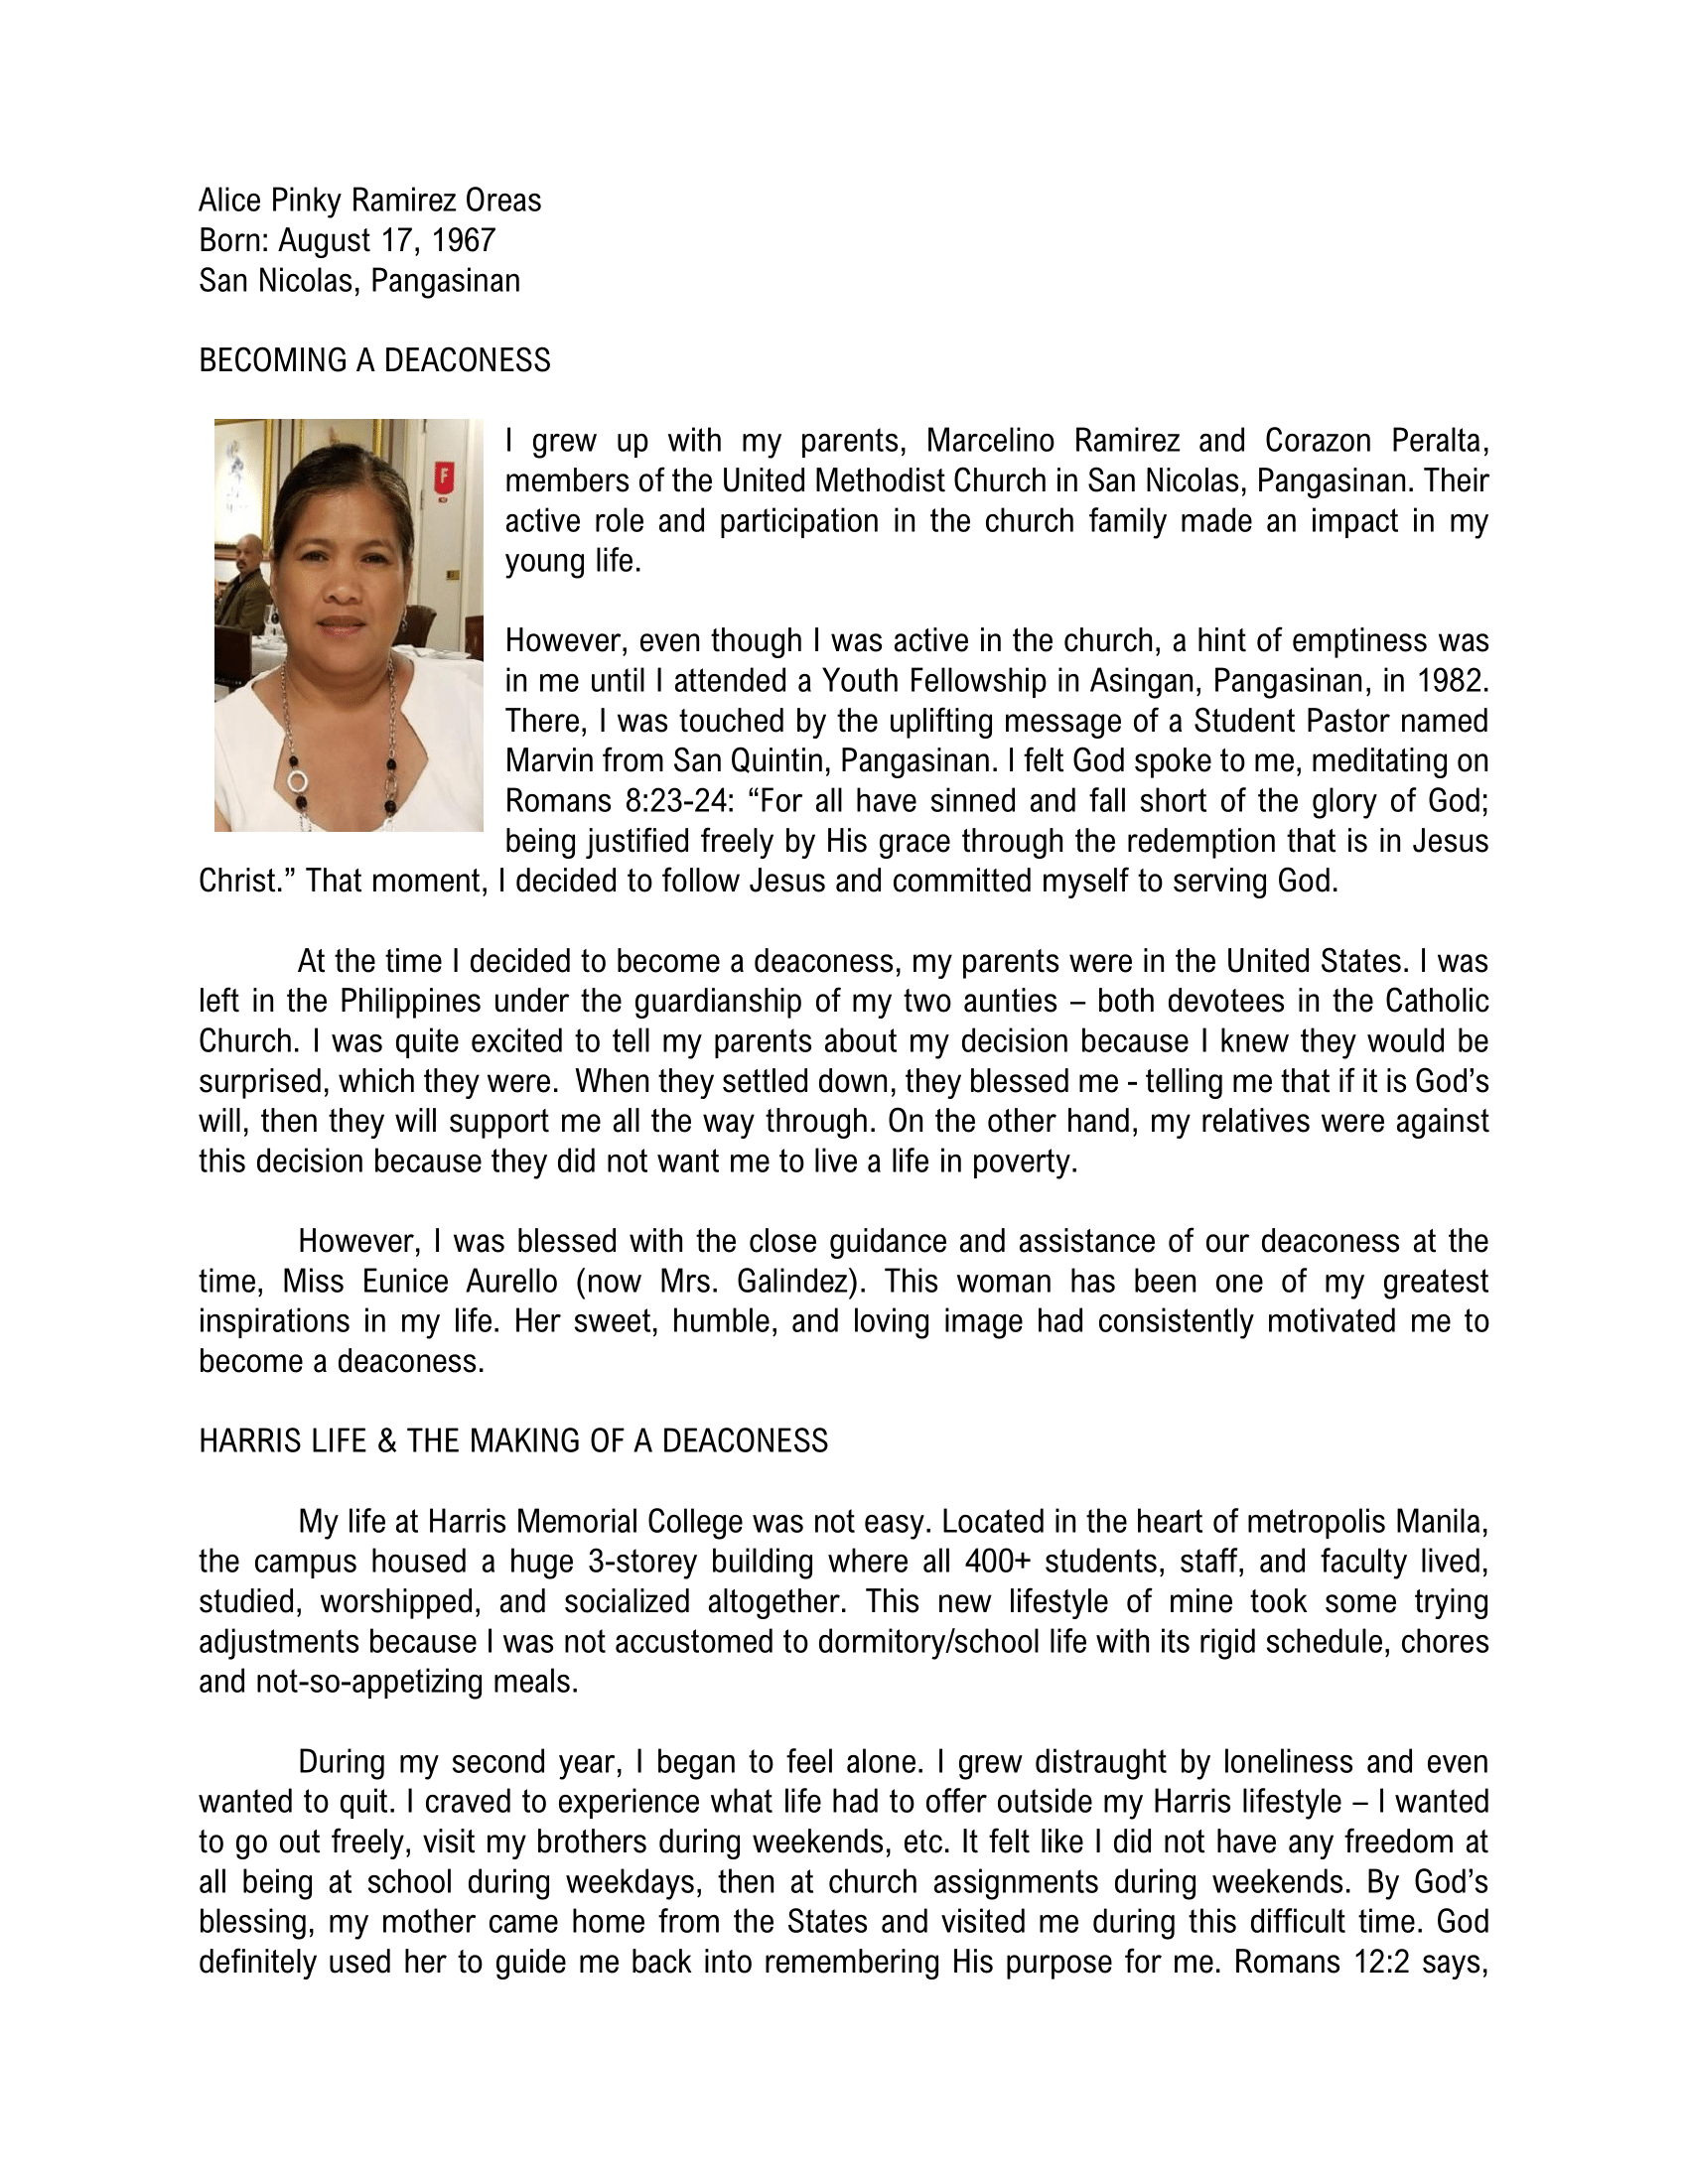 Alice Pinky Ramirez Oreas
Born: August 17, 1967
San Nicolas, Pangasinan
BECOMING A DEACONESS
I grew up with my parents, Marcelino Ramirez and Corazon Peralta,
members of the United Methodist Church in San Nicolas, Pangasinan. Their
active role and participation in the church family made an impact in my
young life.
However, even though I was active in the church, a hint of emptiness was
in me until I attended a Youth Fellowship in Asingan, Pangasinan, in 1982.
There, I was touched by the uplifting message of a Student Pastor named
Marvin from San Quintin, Pangasinan. I felt God spoke to me, meditating on
Romans 8:23-24: “For all have sinned and fall short of the glory of God;
being justified freely by His grace through the redemption that is in Jesus
Christ.” That moment, I decided to follow Jesus and committed myself to serving God.
At the time I decided to become a deaconess, my parents were in the United States. I was
left in the Philippines under the guardianship of my two aunties – both devotees in the Catholic
Church. I was quite excited to tell my parents about my decision because I knew they would be
surprised, which they were.  When they settled down, they blessed me - telling me that if it is God’s
will, then they will support me all the way through. On the other hand, my relatives were against
this decision because they did not want me to live a life in poverty.
However, I was blessed with the close guidance and assistance of our deaconess at the
time, Miss Eunice Aurello (now Mrs. Galindez). This woman has been one of my greatest
inspirations in my life. Her sweet, humble, and loving image had consistently motivated me to
become a deaconess.
HARRIS LIFE & THE MAKING OF A DEACONESS
My life at Harris Memorial College was not easy. Located in the heart of metropolis Manila,
the campus housed a huge 3-storey building where all 400+ students, staff, and faculty lived,
studied, worshipped, and socialized altogether. This new lifestyle of mine took some trying
adjustments because I was not accustomed to dormitory/school life with its rigid schedule, chores
and not-so-appetizing meals.
During my second year, I began to feel alone. I grew distraught by loneliness and even
wanted to quit. I craved to experience what life had to offer outside my Harris lifestyle – I wanted
to go out freely, visit my brothers during weekends, etc. It felt like I did not have any freedom at
all being at school during weekdays, then at church assignments during weekends. By God’s
blessing, my mother came home from the States and visited me during this difficult time. God
definitely used her to guide me back into remembering His purpose for me. Romans 12:2 says,
F